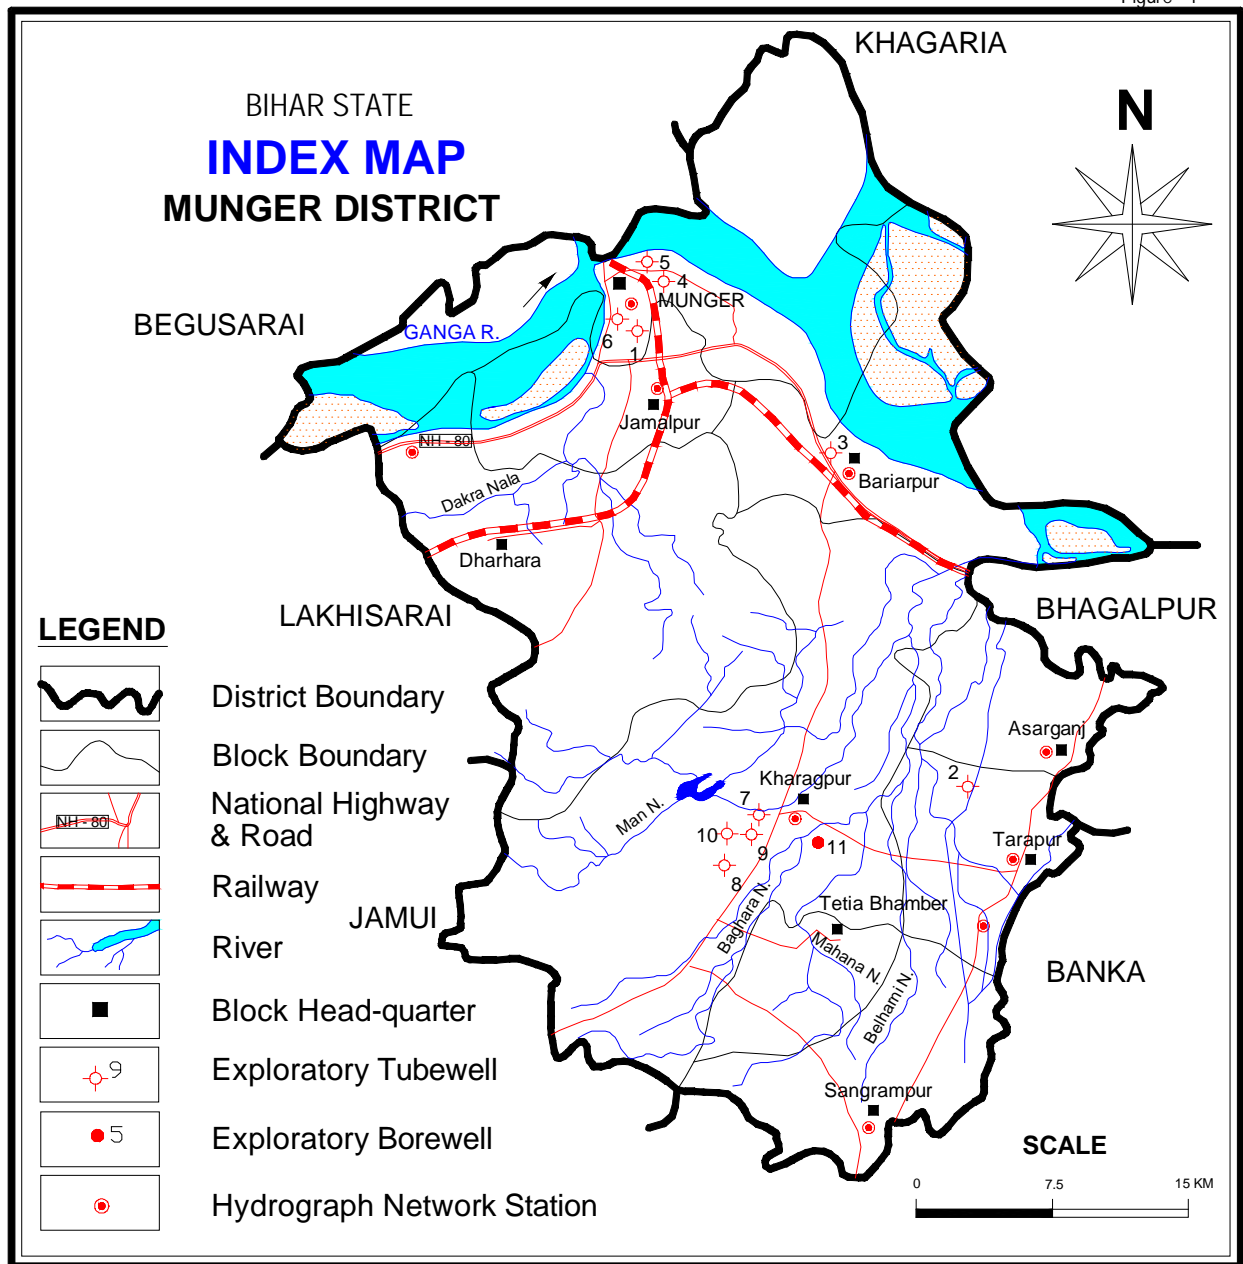 Figure - 1
KHAGARIA
BIHAR STATE
INDEX MAP
MUNGER DISTRICT
N
BEGUSARAI
GANGA R.
5
4
MUNGER
6
1
Jamalpur
NH - 80
3
Bariarpur
Dakra Nala
Dharhara
LAKHISARAI
BHAGALPUR
Asarganj
2
Kharagpur
Man N.
7
10
9
11
8
Tarapur
Tetia Bhamber
Baghara N.
Mahana N.
Belharni N.
JAMUI
BANKA
Sangrampur
LEGEND
District Boundary
Block Boundary
NH - 80
National Highway
& Road
Railway
River
Block Head-quarter
9
Exploratory Tubewell
5
Exploratory Borewell
Hydrograph Network Station
SCALE
0 7.5 15 KM